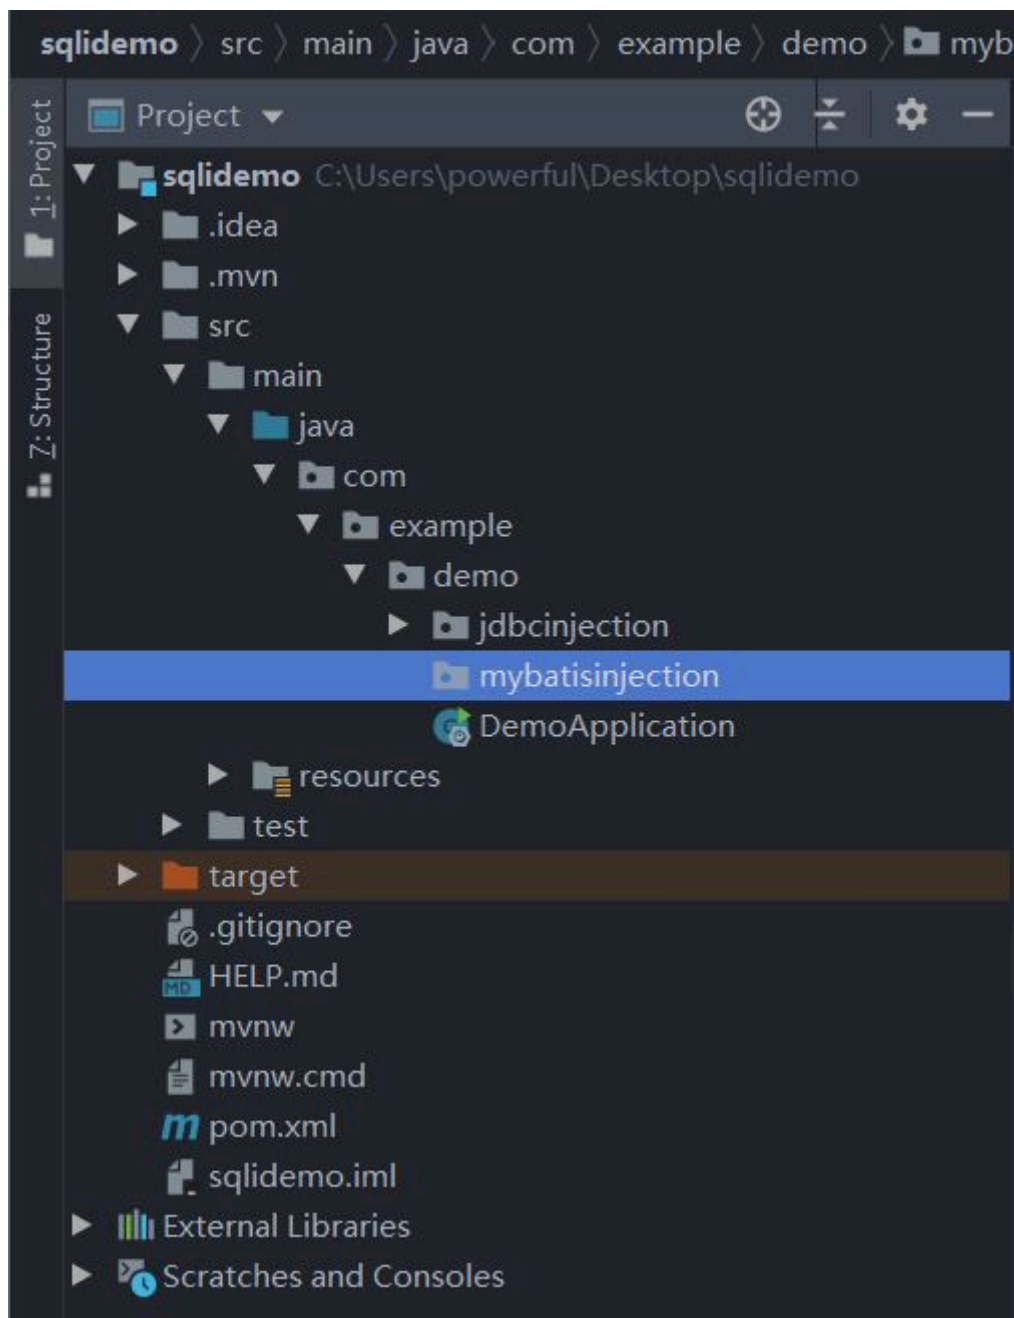 sqlidemo 〉 src 〉 main 〉 java 〉 com 〉 example 〉 demo 〉 myb
Project
1: Project
7: Structure
sqlidemo C:\Users\powerful\Desktop\sqlidemo
.idea
.mvn
src
main
java
com
example
demo
jdbcinjection
mybatisinjection
DemoApplication
resources
test
target
.gitignore
HELP.md
mvnw
mvnw.cmd
pom.xml
sqlidemo.iml
External Libraries
Scratches and Consoles